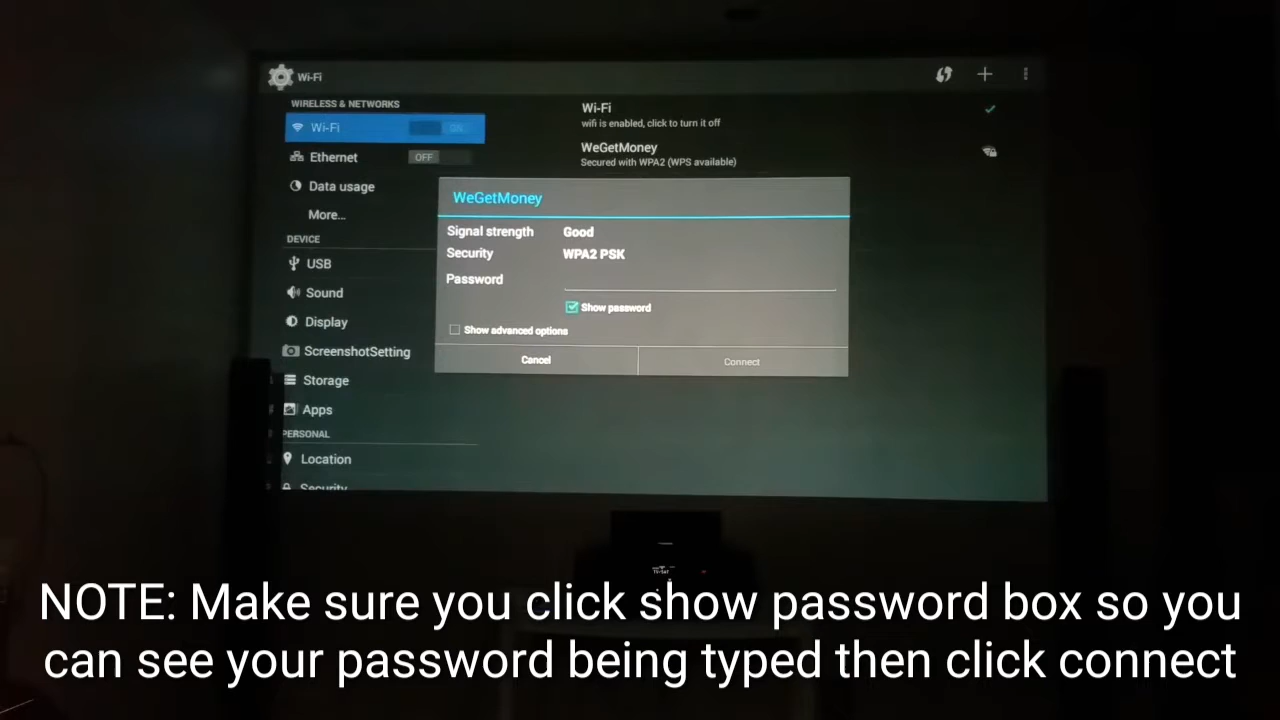 Wi-Fi
WIRELESS & NETWORKS
Wi-Fi
ON
Ethernet
OFF
Data usage
More...
DEVICE
USB
Sound
Display
ScreenshotSetting
Storage
Apps
PERSONAL
Location
Security
Wi-Fi
wifi is enabled, click to turn it off
WeGetMoney
Secured with WPA2 (WPS available)
WeGetMoney
Signal strength Good
Security WPA2 PSK
Password
Show password
Show advanced options
Cancel Connect
NOTE: Make sure you click show password box so you
can see your password being typed then click connect